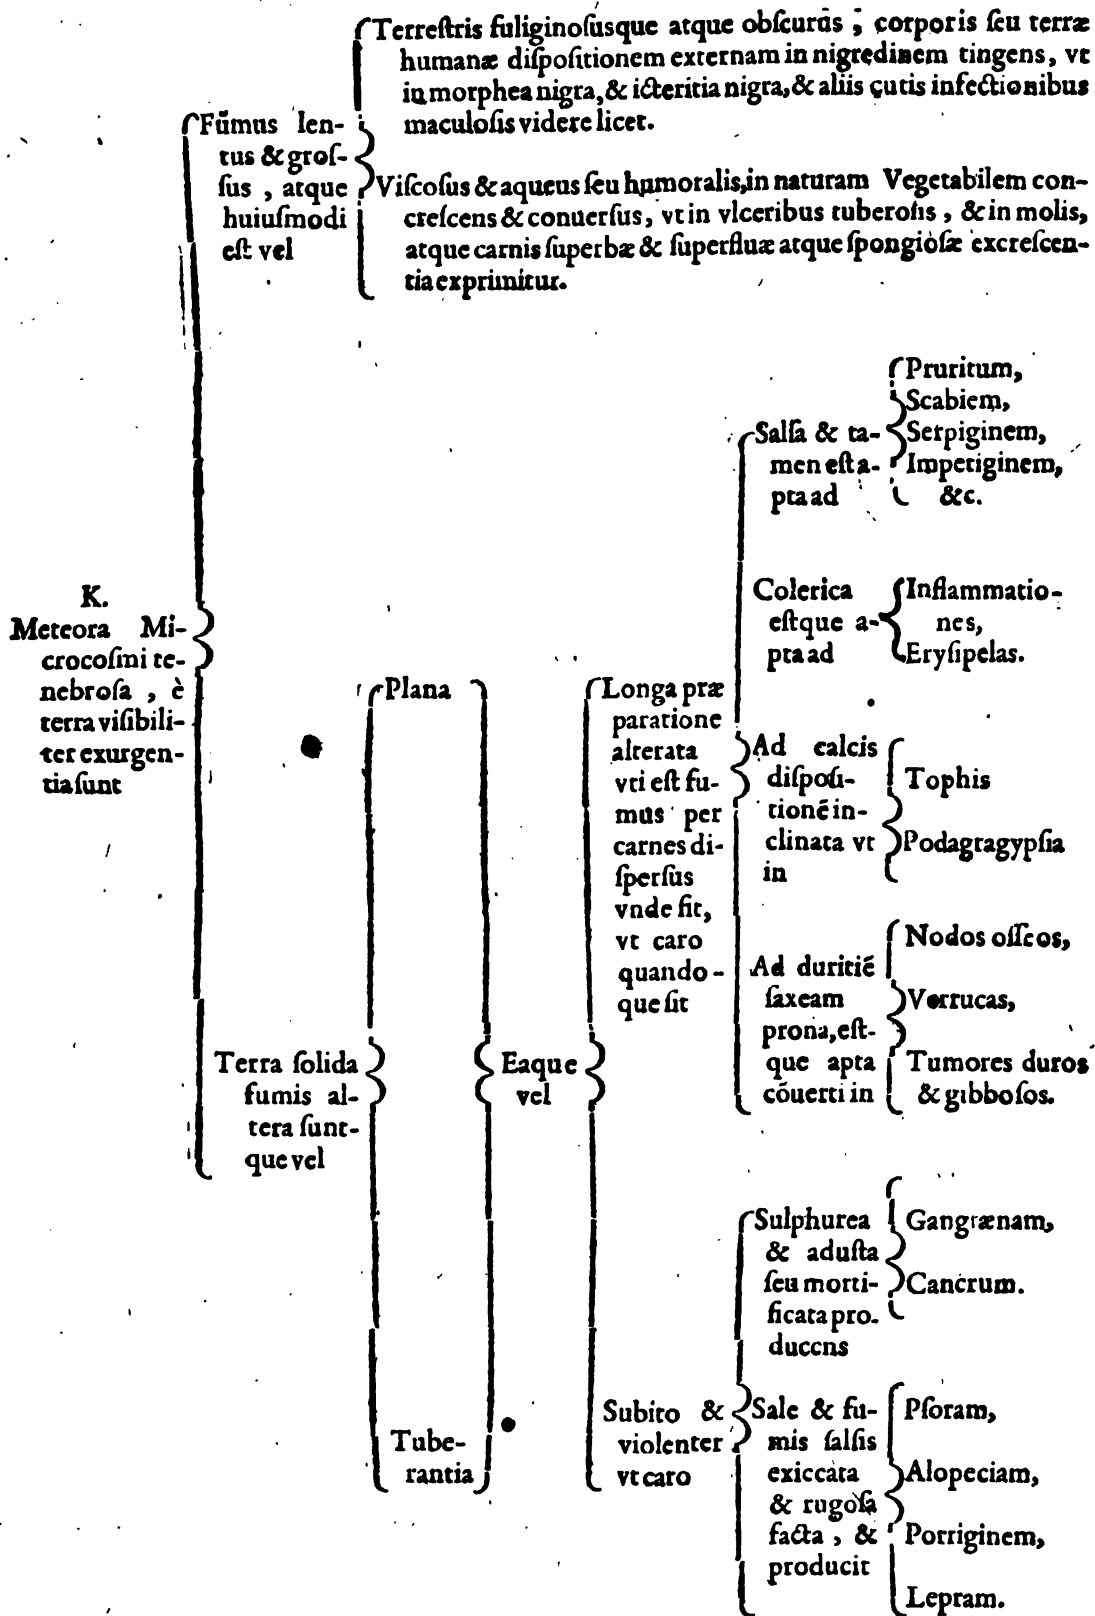 K.
Meteora Mi-
crocoſmi te-
nebroſa , è
terra viſibili-
ter exurgen-
tia ſunt
Fūmus len-
tus & groſ-
ſus , atque
huiuſmodi
eſt vel
Terreſtris fuliginoſusque atque obſcurus ; corporis ſeu terræ
humanæ diſpoſitionem externam in nigredinem tingens, vt
in morphea nigra, & icteritia nigra, & aliis cutis infectionibus
maculoſis videre licet.
Viſcoſus & aqueus ſeu humoralis, in naturam Vegetabilem con-
creſcens & conuerſus, vt in vlceribus tuberoſis , & in molis,
atque carnis ſuperbæ & ſuperfluæ atque ſpongioſæ excreſcen-
tia exprimitur.
Terra ſolida
fumis al-
tera ſunt-
que vel
Plana
Tube-
rantia
Eaque
vel
Longa præ
paratione
alterata
vti eſt fu-
mus per
carnes di-
ſperſus
vnde fit,
vt caro
quando-
que ſit
Salſa & ta-
men eſt a-
pta ad
Pruritum,
Scabiem,
Serpiginem,
Impetiginem,
&c.
Colerica
eſtque a-
pta ad
Inflammatio-
nes,
Eryſipelas.
Ad calcis
diſpoſi-
tionē in-
clinata vt
in
Tophis
Podagragypſia
Ad duritiē
ſaxeam
prona, eſt-
que apta
cōuerti in
Nodos oſſeos,
Verrucas,
Tumores duros
& gibboſos.
Subito &
violenter
vt caro
Sulphurea
& aduſta
ſeu morti-
ficata pro-
ducens
Gangrænam,
Cancrum.
Sale & fu-
mis ſalſis
exiccata
& rugoſa
facta , &
producit
Pſoram,
Alopeciam,
Porriginem,
Lepram.